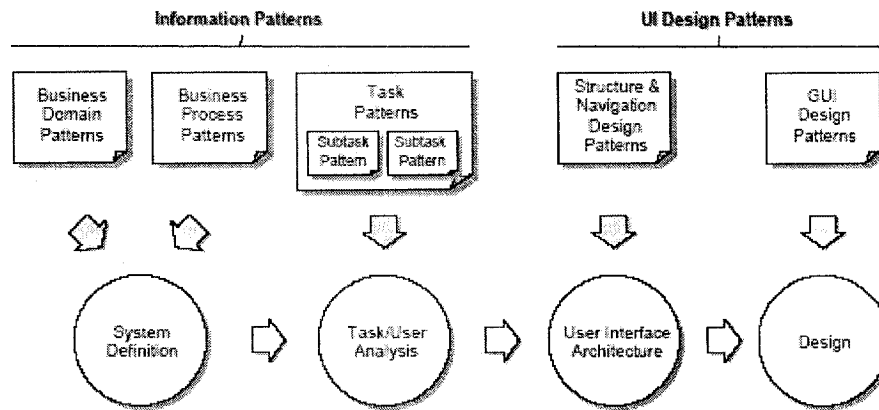 Information Patterns
UI Design Patterns
Business
Domain
Patterns
Business
Process
Patterns
Task
Patterns
Subtask
Pattern
Subtask
Pattern
Structure &
Navigation
Design
Patterns
GUI
Design
Patterns
System
Definition
Task/User
Analysis
User Interface
Architecture
Design